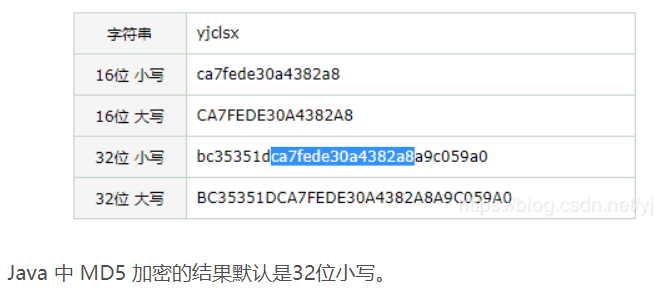 字符串 yjclsx
16位 小写 ca7fede30a4382a8
16位 大写 CA7FEDE30A4382A8
32位 小写 bc35351dca7fede30a4382a8a9c059a0
32位 大写 BC35351DCA7FEDE30A4382A8A9C059A0
https://blog.csdn.net/yj
Java 中 MD5 加密的结果默认是32位小写。